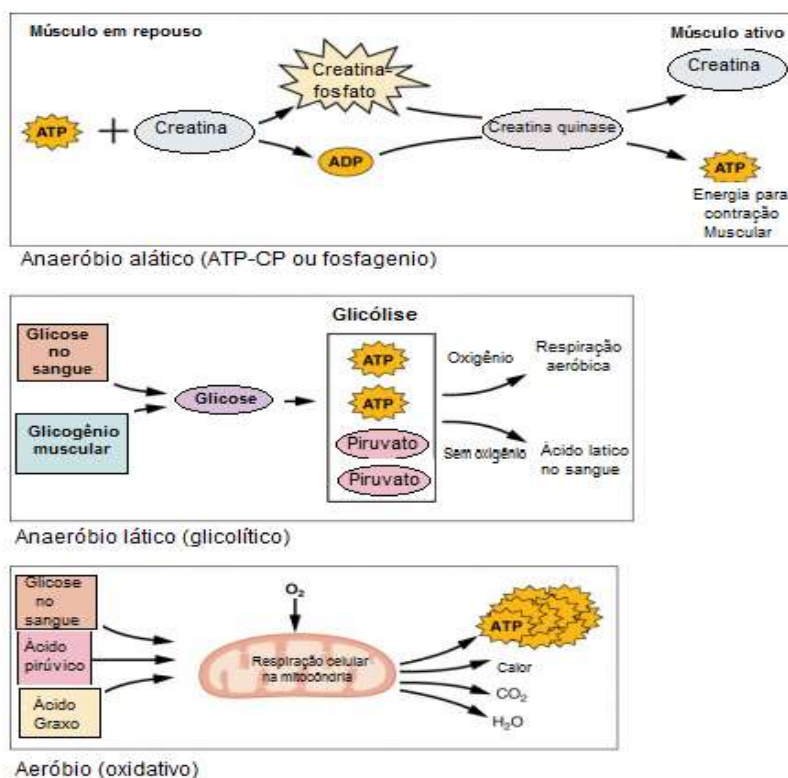 Músculo em repouso
Músculo ativo
ATP
+
Creatina
Creatina-
fosfato
ADP
Creatina quinase
Creatina
ATP
Energia para
contração
Muscular
Anaeróbio alático (ATP-CP ou fosfagenio)
Glicose
no
sangue
Glicogênio
muscular
Glicose
Glicólise
ATP
ATP
Piruvato
Piruvato
Oxigênio
Respiração
aeróbica
Sem oxigênio
Ácido latico
no sangue
Anaeróbio lático (glicolítico)
Glicose
no
sangue
Ácido
pirúvico
Ácido
Graxo
O₂
Respiração celular
na mitocôndria
ATP
Calor
CO₂
H₂O
Aeróbio (oxidativo)